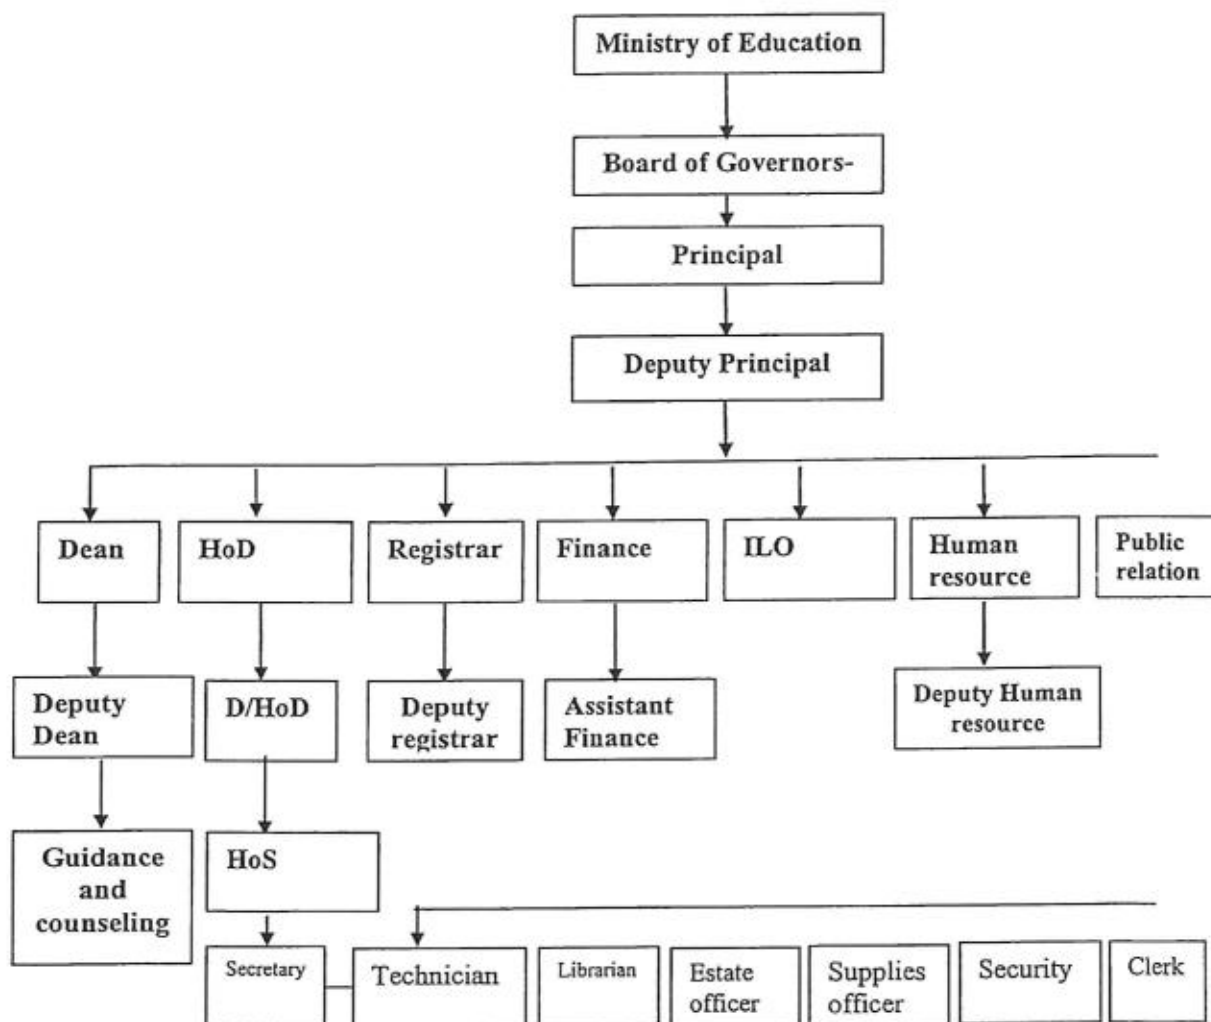 Ministry of Education
Board of Governors-
Principal
Deputy Principal
Dean
HoD
Registrar
Finance
ILO
Human
resource
Public
relation
Deputy
Dean
D/HoD
Deputy
registrar
Assistant
Finance
Deputy Human
resource
Guidance
and
counseling
HoS
Secretary
Technician
Librarian
Estate
officer
Supplies
officer
Security
Clerk